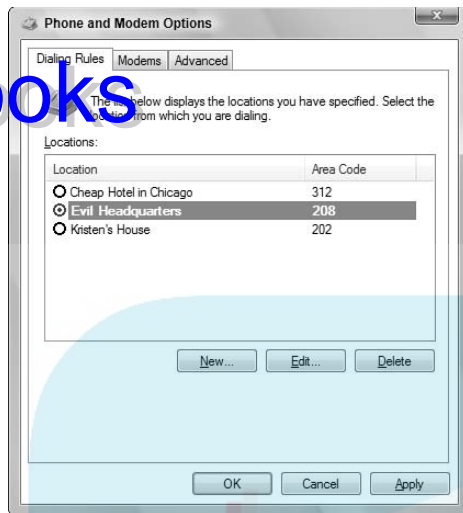 Phone and Modem Options
X
Dialing Rules Modems Advanced
ooks
The list below displays the locations you have specified. Select the
location from which you are dialing.
Locations:
Location Area Code
Cheap Hotel in Chicago 312
Evil Headquarters 208
Kristen's House 202
New... Edit... Delete
OK Cancel Apply